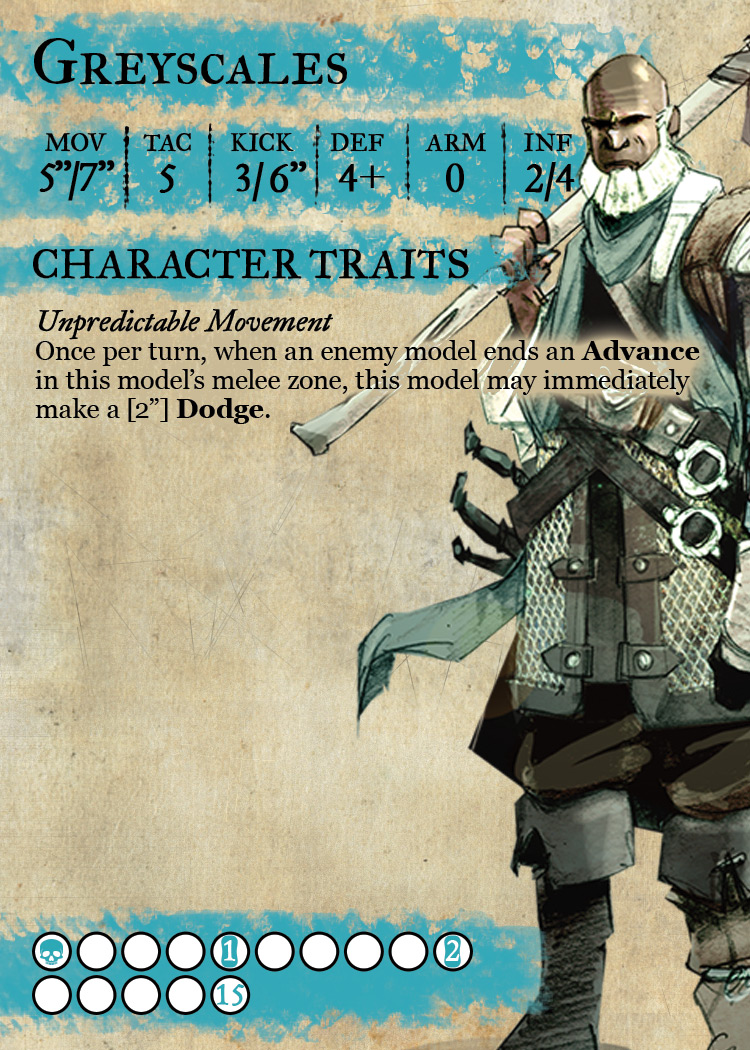 Greyscales
MOV TAC KICK DEF ARM INF
5”/7” 5 3/6” 4+ 0 2/4
CHARACTER TRAITS
Unpredictable Movement
Once per turn, when an enemy model ends an Advance
in this model’s melee zone, this model may immediately
make a [2”] Dodge.
1 2
15